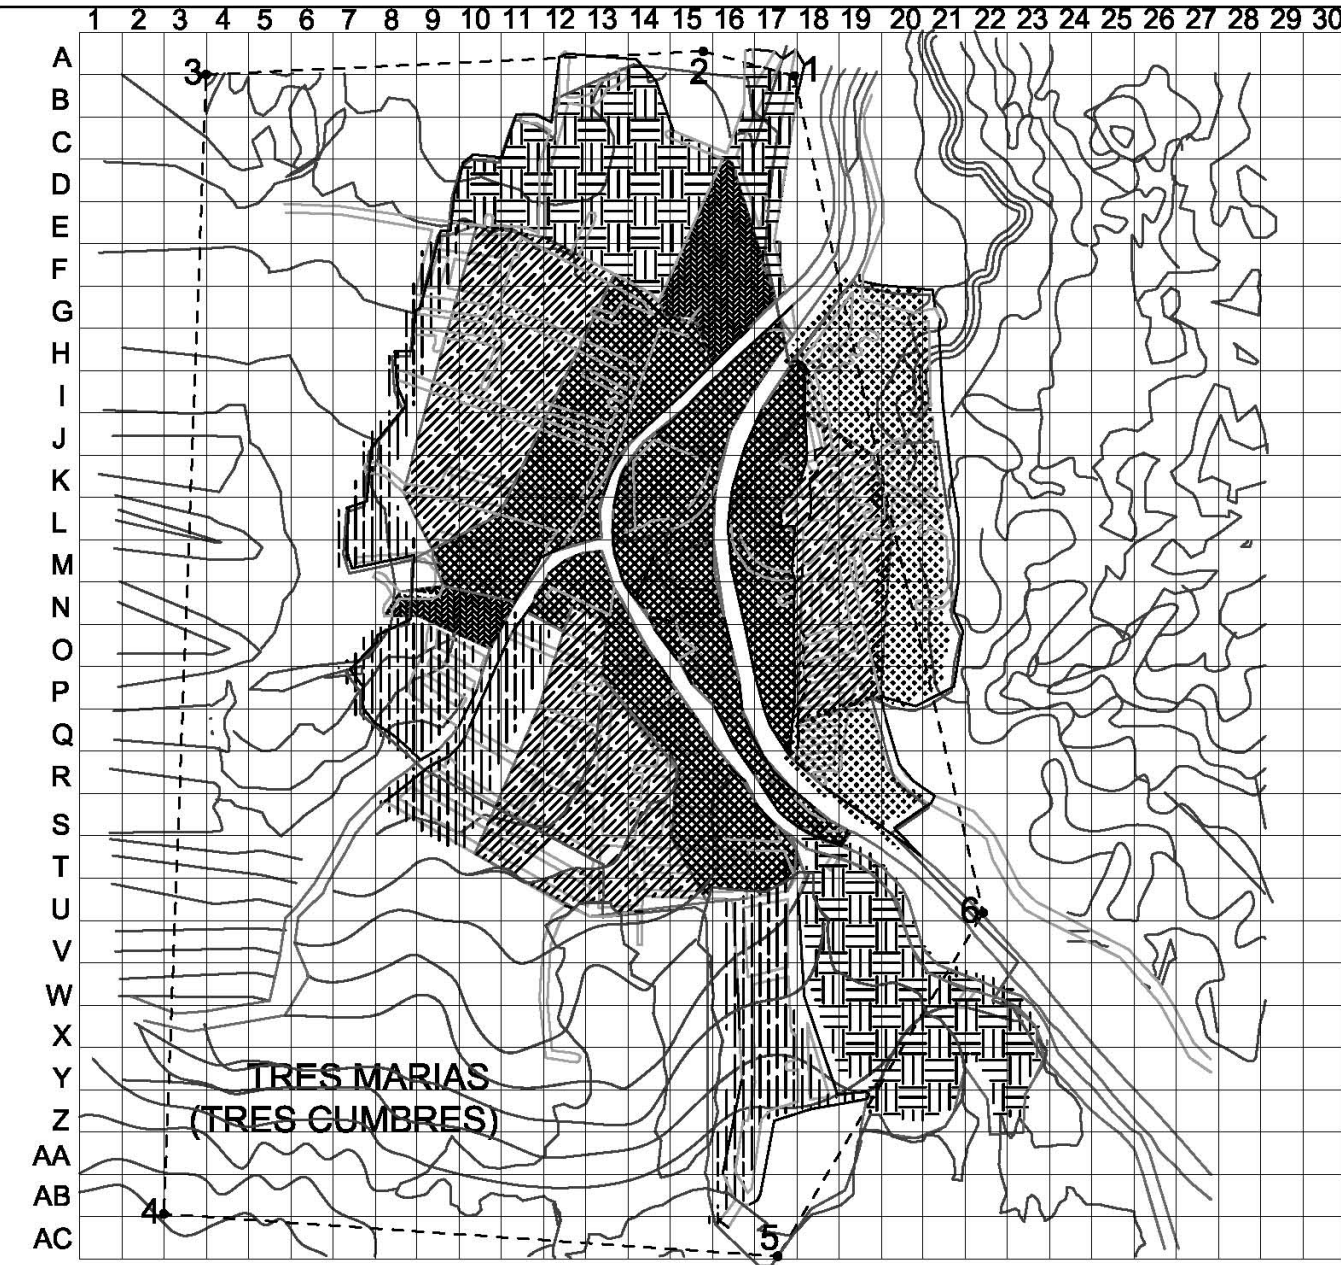 1 2 3 4 5 6 7 8 9 10 11 12 13 14 15 16 17 18 19 20 21 22 23 24 25 26 27 28 29 30
A
3 2 1
B
C
D
E
F
G
H
I
J
K
L
M
N
O
P
Q
R
S
T
U 6
V
W
X
Y TRES MARIAS
Z (TRES CUMBRES)
AA
AB 4
AC 5